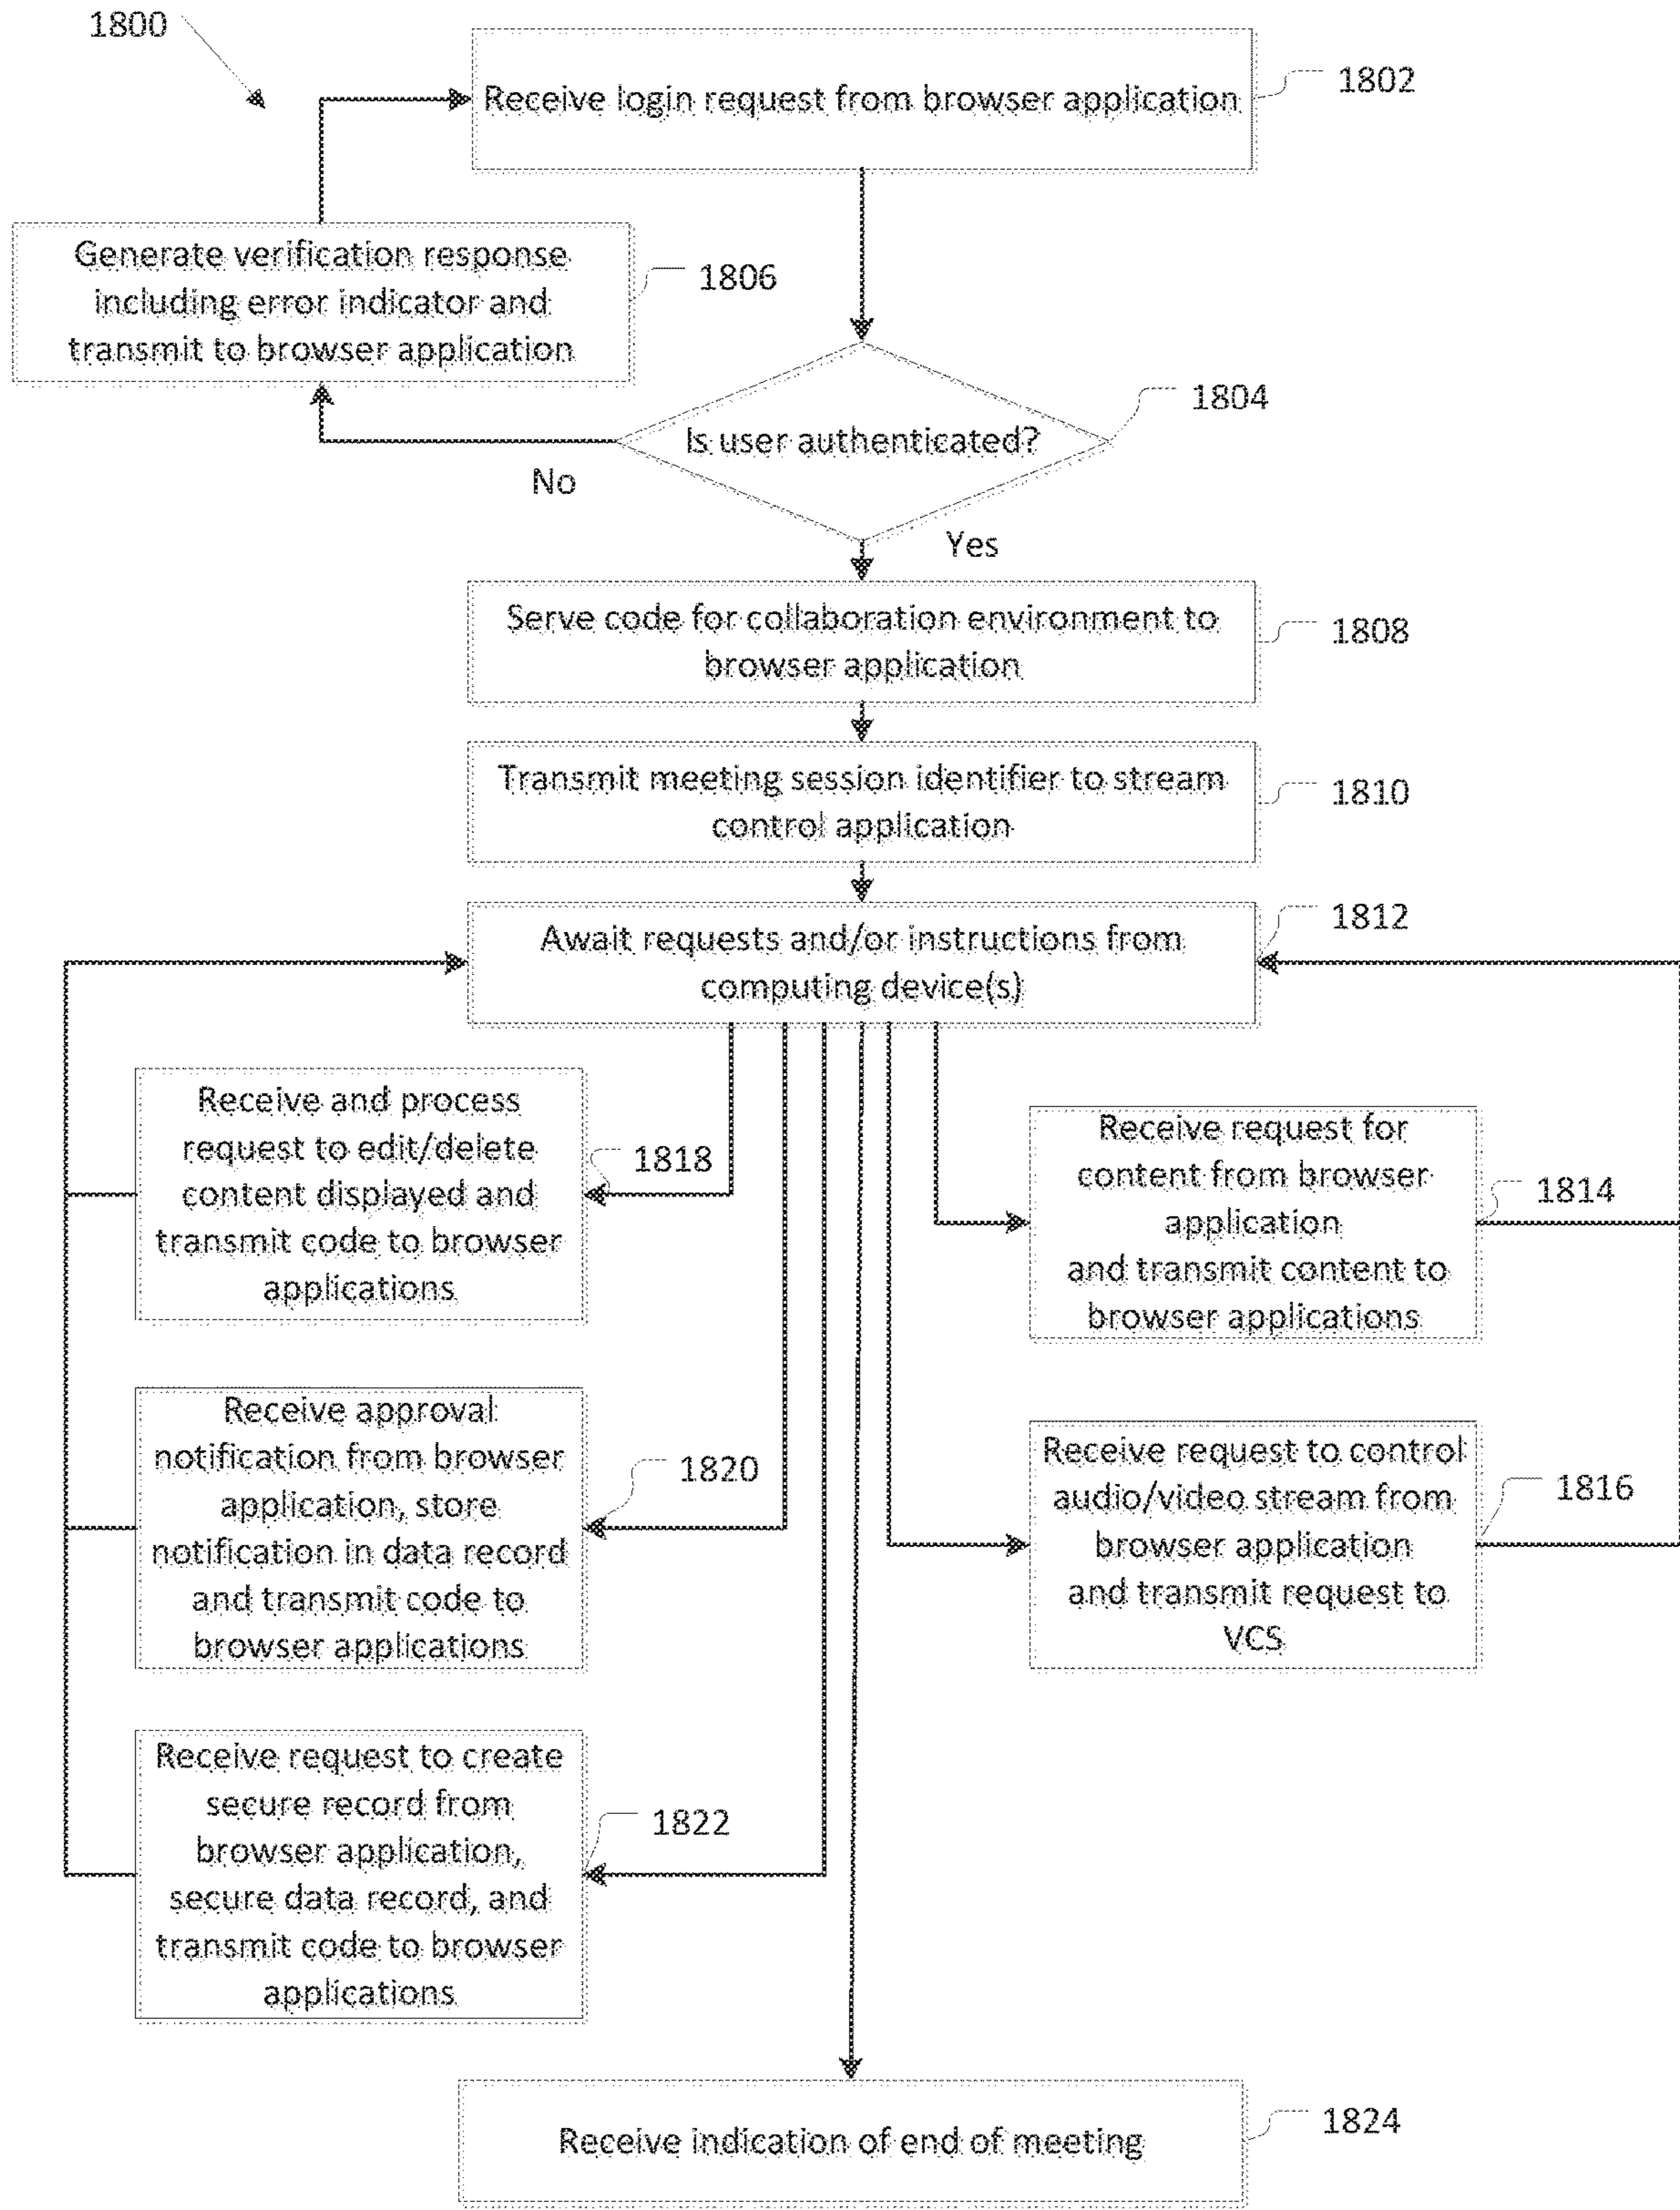 1800
Receive login request from browser application
1802
Generate verification response
including error indicator and
transmit to browser application
1806
1804
Is user authenticated?
No
Yes
Serve code for collaboration environment to
browser application
1808
Transmit meeting session identifier to stream
control application
1810
Await requests and/or instructions from
computing device(s)
1812
Receive and process
request to edit/delete
content displayed and
transmit code to browser
applications
1818
Receive request for
content from browser
application
and transmit content to
browser applications
1814
Receive approval
notification from browser
application, store
notification in data record
and transmit code to
browser applications
1820
Receive request to control
audio/video stream from
browser application
and transmit request to
VCS
1816
Receive request to create
secure record from
browser application,
secure data record, and
transmit code to browser
applications
1822
Receive indication of end of meeting
1824